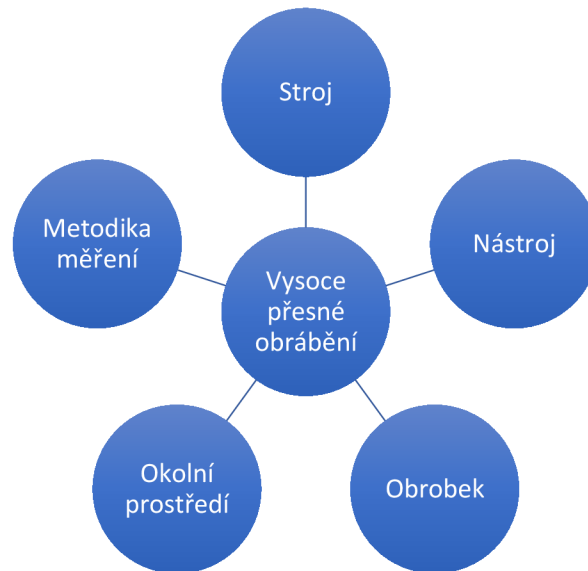 Stroj
Metodika
měření
Nástroj
Vysoce
přesné
obrábění
Okolní
prostředí
Obrobek